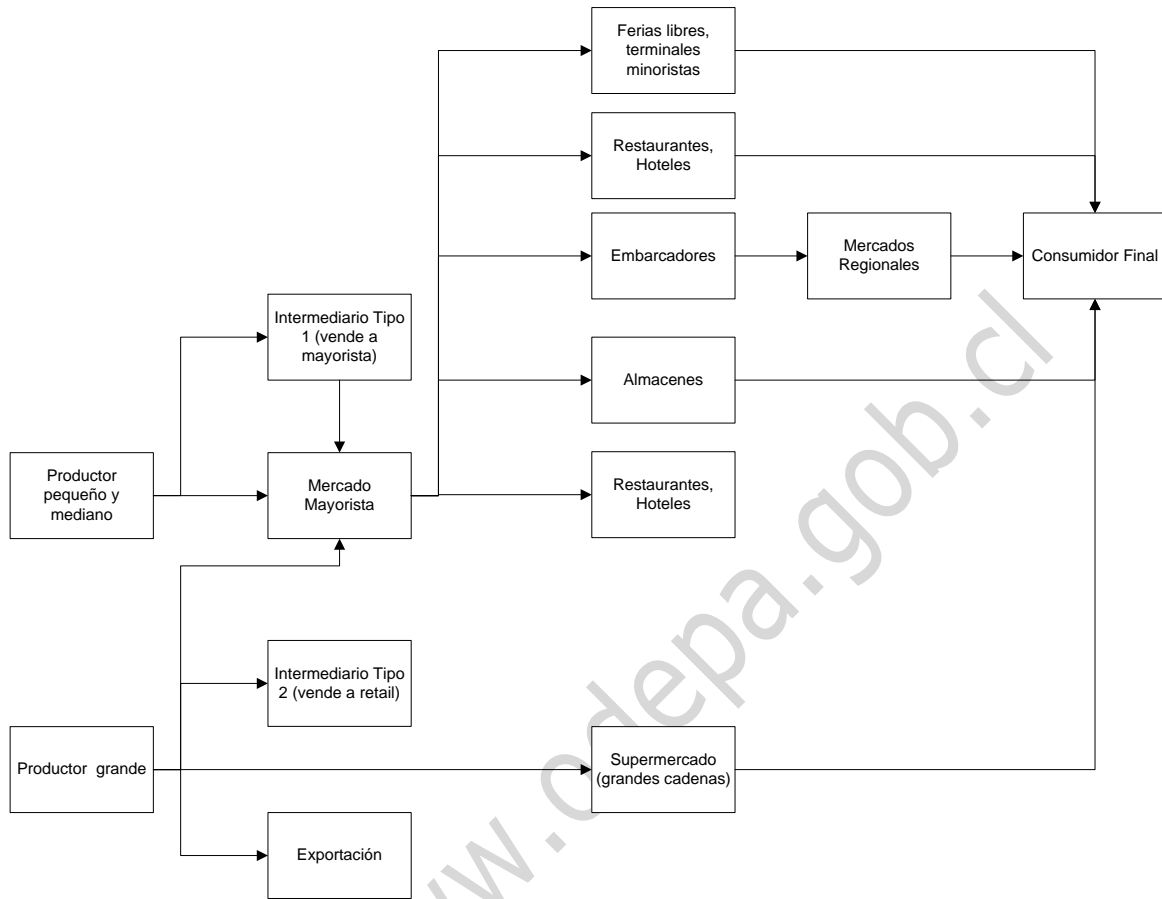 Ferias libres,
terminales
minoristas
Restaurantes,
Hoteles
Embarcadores
Mercados
Regionales
Consumidor Final
Intermediario Tipo
1 (vende a
mayorista)
Almacenes
Productor
pequeño y
mediano
Mercado
Mayorista
Restaurantes,
Hoteles
Intermediario Tipo
2 (vende a retail)
Productor grande
Supermercado
(grandes cadenas)
Exportación
www.odepa.gob.cl